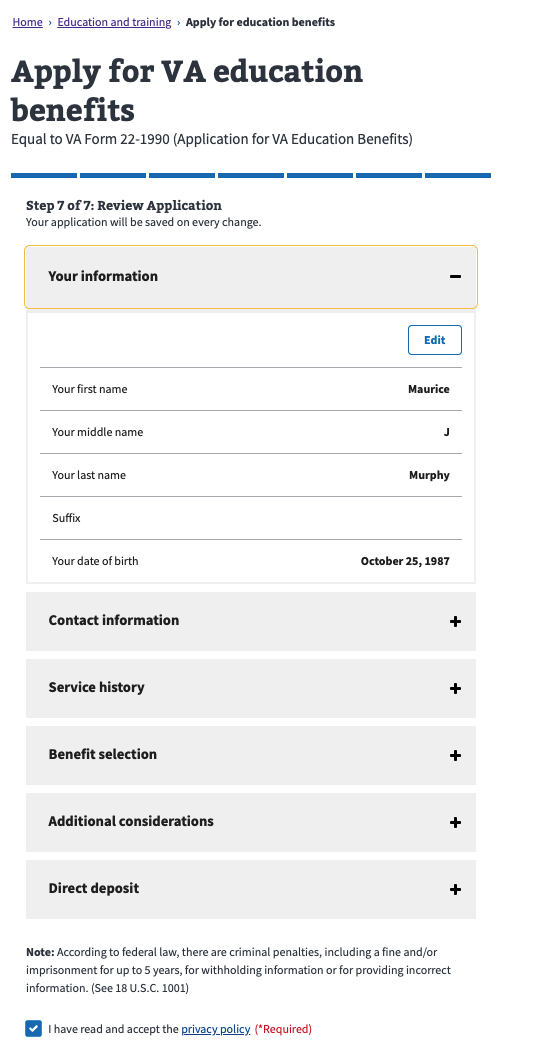 Home › Education and training › Apply for education benefits
Apply for VA education
benefits
Equal to VA Form 22-1990 (Application for VA Education Benefits)
Step 7 of 7: Review Application
Your application will be saved on every change.
Your information
Edit
Your first name Maurice
Your middle name J
Your last name Murphy
Suffix
Your date of birth October 25, 1987
Contact information
Service history
Benefit selection
Additional considerations
Direct deposit
Note: According to federal law, there are criminal penalties, including a fine and/or
imprisonment for up to 5 years, for withholding information or for providing incorrect
information. (See 18 U.S.C. 1001)
I have read and accept the privacy policy (*Required)